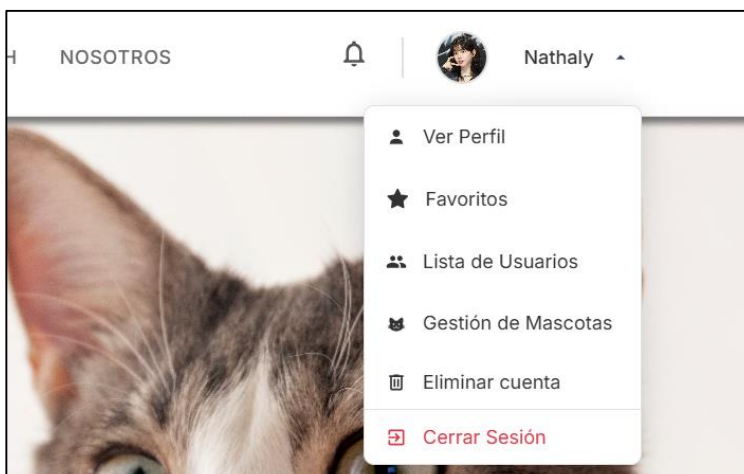 H NOSOTROS Nathaly
Ver Perfil
Favoritos
Lista de Usuarios
Gestión de Mascotas
Eliminar cuenta
Cerrar Sesión